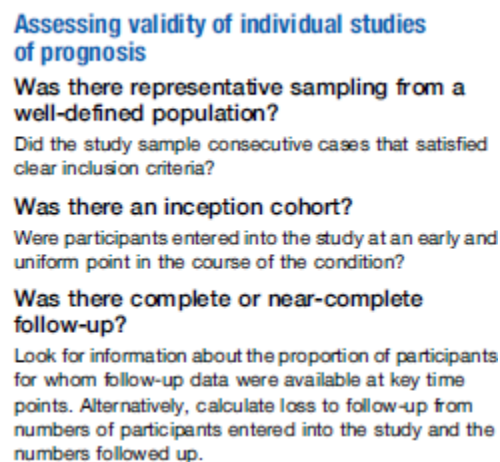 Assessing validity of individual studies
of prognosis
Was there representative sampling from a
well-defined population?
Did the study sample consecutive cases that satisfied
clear inclusion criteria?
Was there an inception cohort?
Were participants entered into the study at an early and
uniform point in the course of the condition?
Was there complete or near-complete
follow-up?
Look for information about the proportion of participants
for whom follow-up data were available at key time
points. Alternatively, calculate loss to follow-up from
numbers of participants entered into the study and the
numbers followed up.